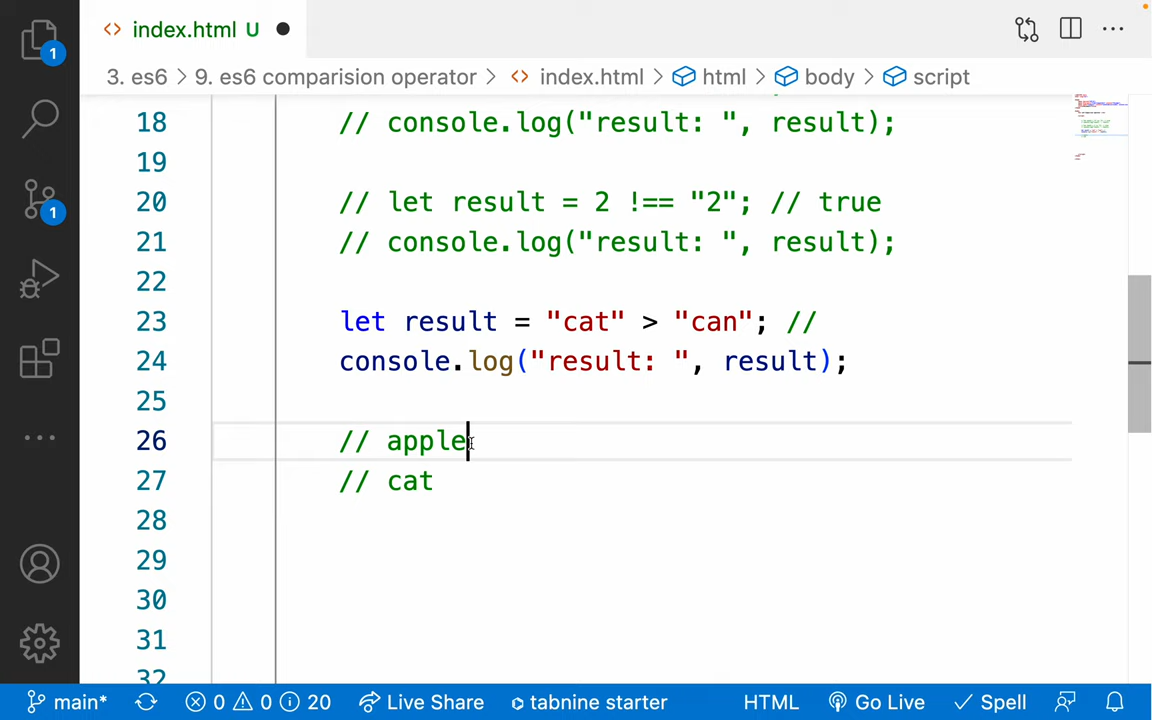 index.html U
3. es6 > 9. es6 comparision operator > index.html > html > body > script
18 // console.log("result: ", result);
19
20 // let result = 2 !== "2"; // true
21 // console.log("result: ", result);
22
23 let result = "cat" > "can"; //
24 console.log("result: ", result);
25
26 // apple
27 // cat
28
29
30
31
32
1
1
main* 0 0 20 Live Share tabnine starter HTML Go Live Spell